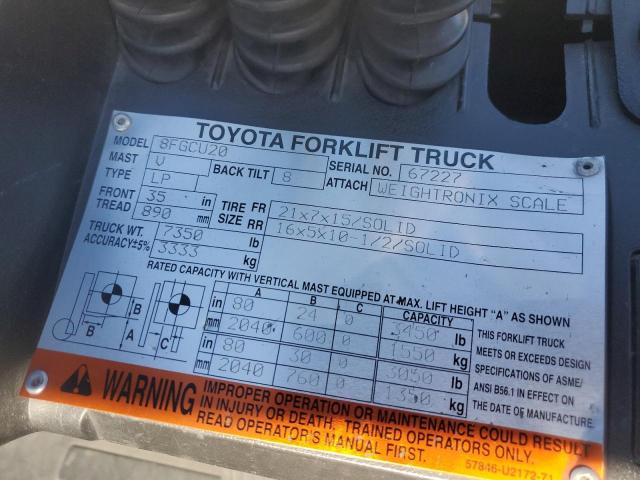 TOYOTA FORKLIFT TRUCK
MODEL 8FGCU20 SERIAL NO. 67227
MAST V BACK TILT 8 ATTACH WEIGHTRONIX SCALE
TYPE LP
FRONT TREAD 35 in 890 mm TIRE SIZE FR 21x7x15/SOLID
RR 16x5x10-1/2/SOLID
TRUCK WT. ACCURACY±5% 7350 lb 3333 kg
RATED CAPACITY WITH VERTICAL MAST EQUIPPED AT MAX. LIFT HEIGHT "A" AS SHOWN
A B C CAPACITY
in 80 24 0 3450 lb
mm 2040 600 0 1550 kg
in 80 30 0 3050 lb
mm 2040 760 0 1350 kg
B B A C
THIS FORKLIFT TRUCK
MEETS OR EXCEEDS DESIGN
SPECIFICATIONS OF ASME/
ANSI B56.1 IN EFFECT ON
THE DATE OF MANUFACTURE.
WARNING
IMPROPER OPERATION OR MAINTENANCE COULD RESULT
IN INJURY OR DEATH. TRAINED OPERATORS ONLY.
READ OPERATOR'S MANUAL FIRST.
57846-U2172-71